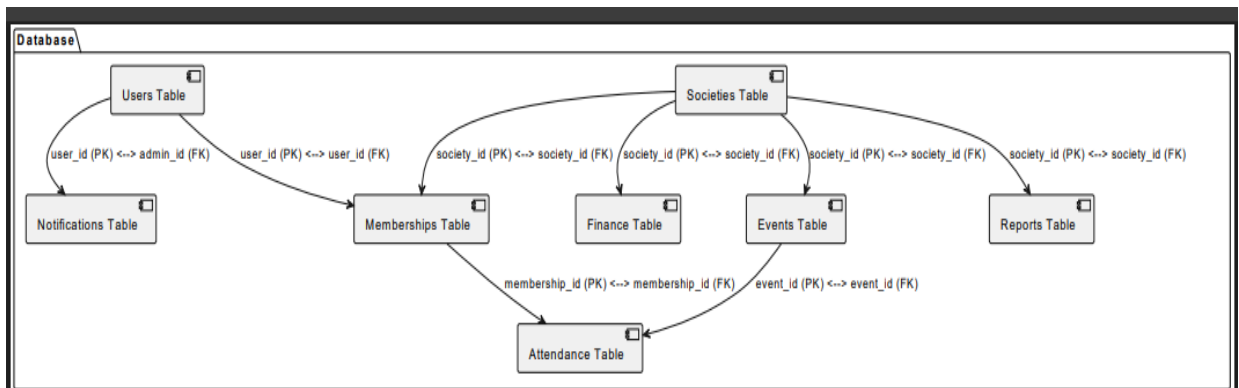 Database
Users Table
Societies Table
user_id (PK) <--> admin_id (FK)
user_id (PK) <--> user_id (FK)
society_id (PK) <--> society_id (FK)
society_id (PK) <--> society_id (FK)
society_id (PK) <--> society_id (FK)
society_id (PK) <--> society_id (FK)
Notifications Table
Memberships Table
Finance Table
Events Table
Reports Table
membership_id (PK) <--> membership_id (FK)
event_id (PK) <--> event_id (FK)
Attendance Table